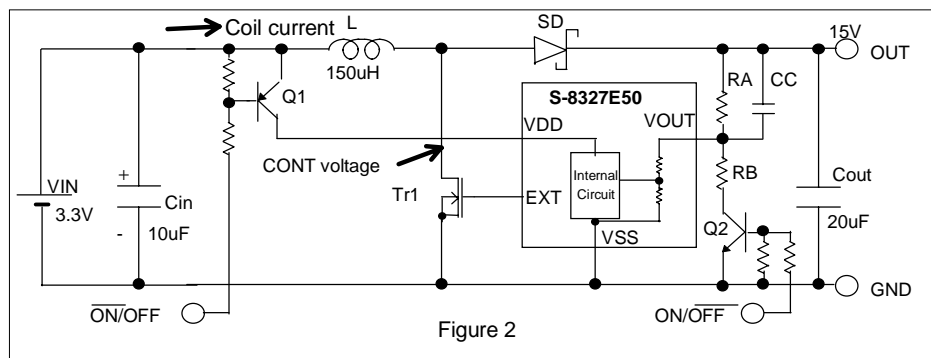 Coil current
L
150uH
SD
15V
OUT
Q1
S-8327E50
VDD
VOUT
RA
CC
CONT voltage
Internal
Circuit
RB
VIN
3.3V
+
Cin
-
10uF
Tr1
EXT
VSS
Q2
Cout
20uF
GND
ON/OFF
ON/OFF
Figure 2